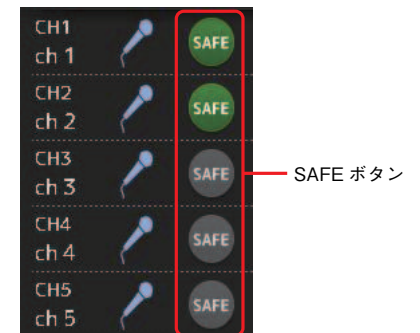 CH1
SAFE
ch 1
CH2
SAFE
ch 2
CH3
SAFE
ch 3
SAFE ボタン
CH4
SAFE
ch 4
CH5
SAFE
ch 5